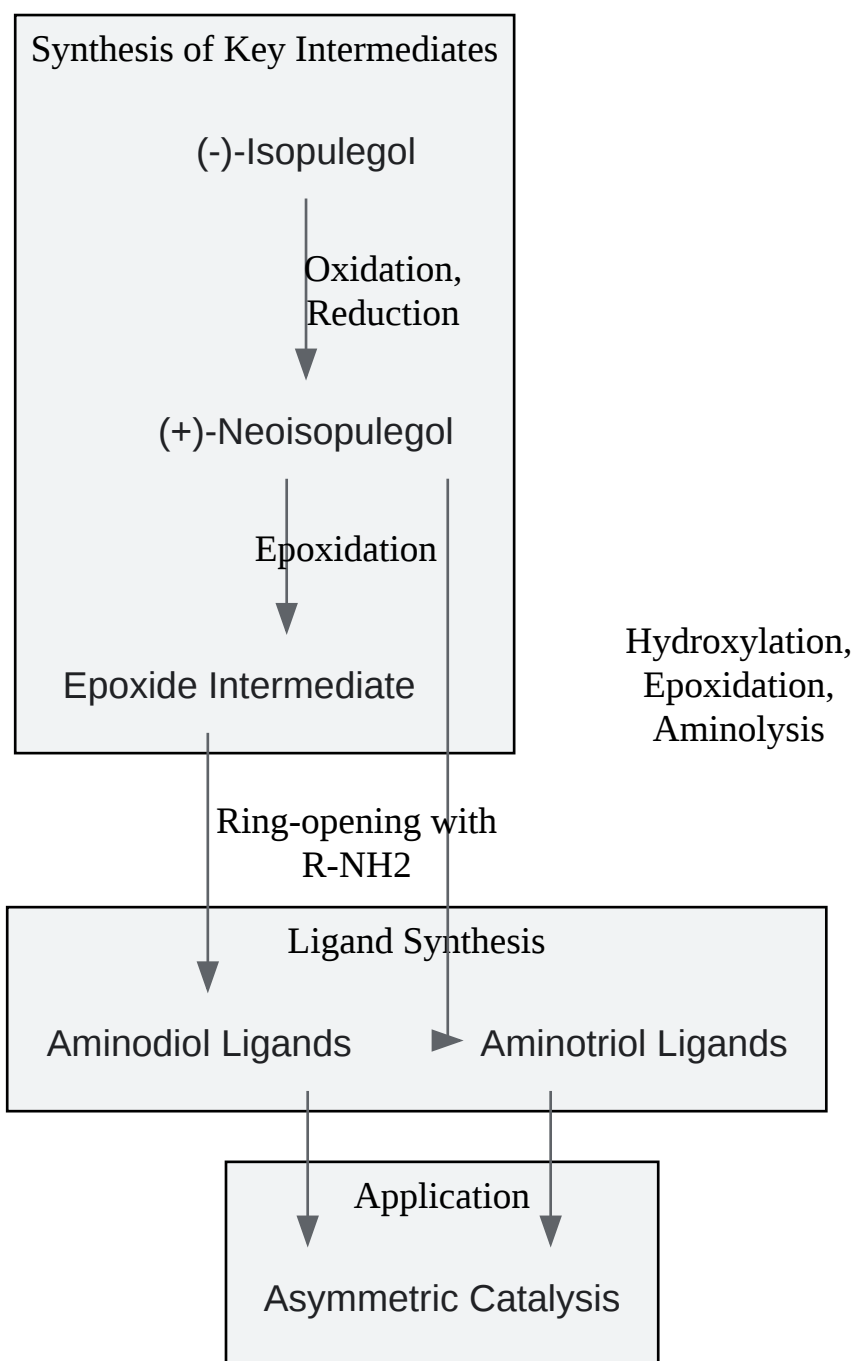 Synthesis of Key Intermediates
(-)-Isopulegol
Oxidation,
Reduction
(+)-Neoisopulegol
Epoxidation
Epoxide Intermediate
Hydroxylation,
Epoxidation,
Aminolysis
Ring-opening with
R-NH2
Ligand Synthesis
Aminodiol Ligands
Aminotriol Ligands
Application
Asymmetric Catalysis